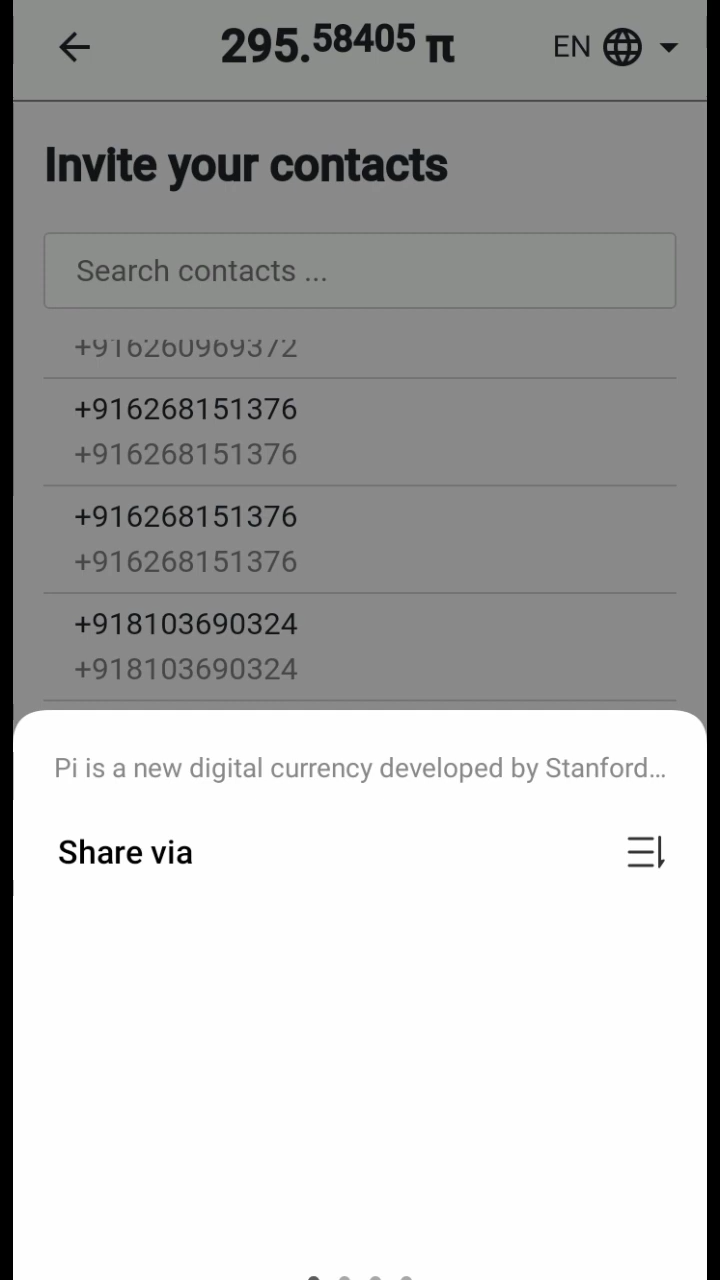 295.58405 π
EN
Invite your contacts
Search contacts ...
+916260969372
+916268151376
+916268151376
+916268151376
+916268151376
+918103690324
+918103690324
Pi is a new digital currency developed by Stanford...
Share via